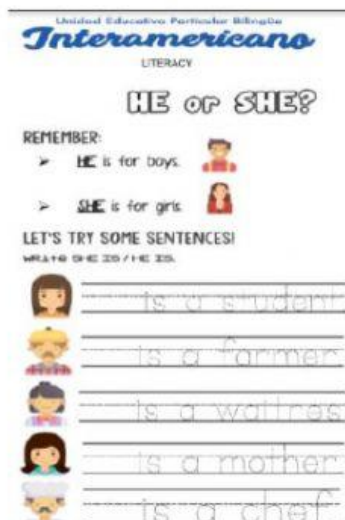 Unidad Educativa Particular Bilingüe
Interamericano
LITERACY
HE or SHE?
REMEMBER:
➢ HE is for boys.
➢ SHE is for girls.
LET'S TRY SOME SENTENCES!
WRITE SHE IS / HE IS.
is a student
is a farmer
is a waitres
is a mother
is a chef.